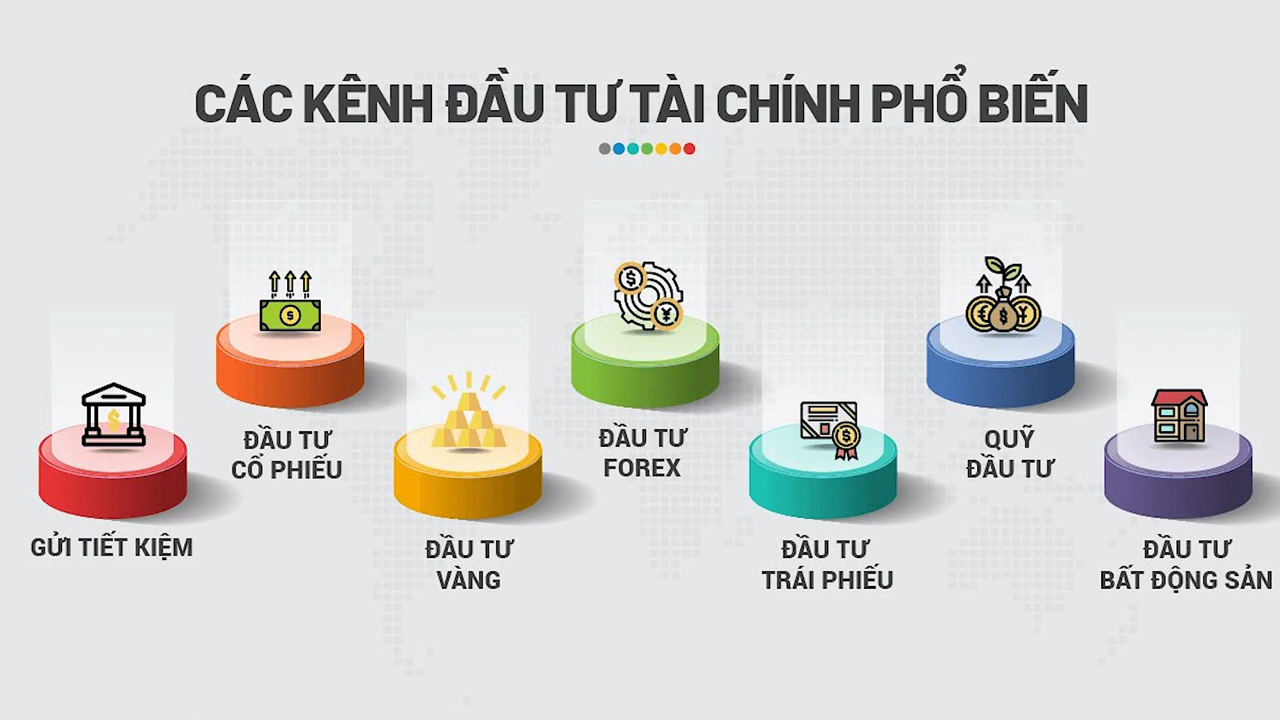 CÁC KÊNH ĐẦU TƯ TÀI CHÍNH PHỔ BIẾN
GỬI TIẾT KIỆM
ĐẦU TƯ
CỔ PHIẾU
ĐẦU TƯ
VÀNG
ĐẦU TƯ
FOREX
ĐẦU TƯ
TRÁI PHIẾU
QUỸ
ĐẦU TƯ
ĐẦU TƯ
BẤT ĐỘNG SẢN